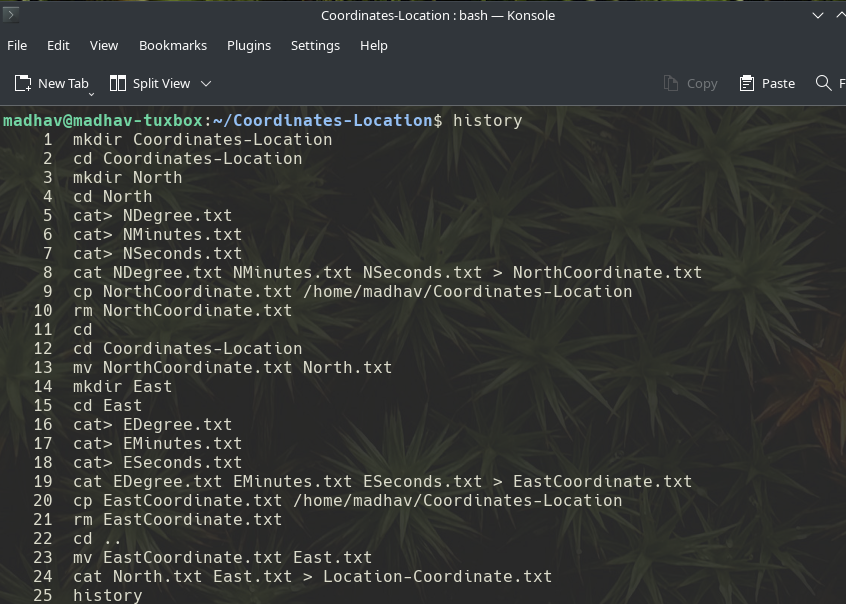 Coordinates-Location : bash — Konsole
File Edit View Bookmarks Plugins Settings Help
New Tab Split View Copy Paste F
madhav@madhav-tuxbox:~/Coordinates-Location$ history
1 mkdir Coordinates-Location
2 cd Coordinates-Location
3 mkdir North
4 cd North
5 cat> NDegree.txt
6 cat> NMinutes.txt
7 cat> NSeconds.txt
8 cat NDegree.txt NMinutes.txt NSeconds.txt > NorthCoordinate.txt
9 cp NorthCoordinate.txt /home/madhav/Coordinates-Location
10 rm NorthCoordinate.txt
11 cd
12 cd Coordinates-Location
13 mv NorthCoordinate.txt North.txt
14 mkdir East
15 cd East
16 cat> EDegree.txt
17 cat> EMinutes.txt
18 cat> ESeconds.txt
19 cat EDegree.txt EMinutes.txt ESeconds.txt > EastCoordinate.txt
20 cp EastCoordinate.txt /home/madhav/Coordinates-Location
21 rm EastCoordinate.txt
22 cd ..
23 mv EastCoordinate.txt East.txt
24 cat North.txt East.txt > Location-Coordinate.txt
25 history